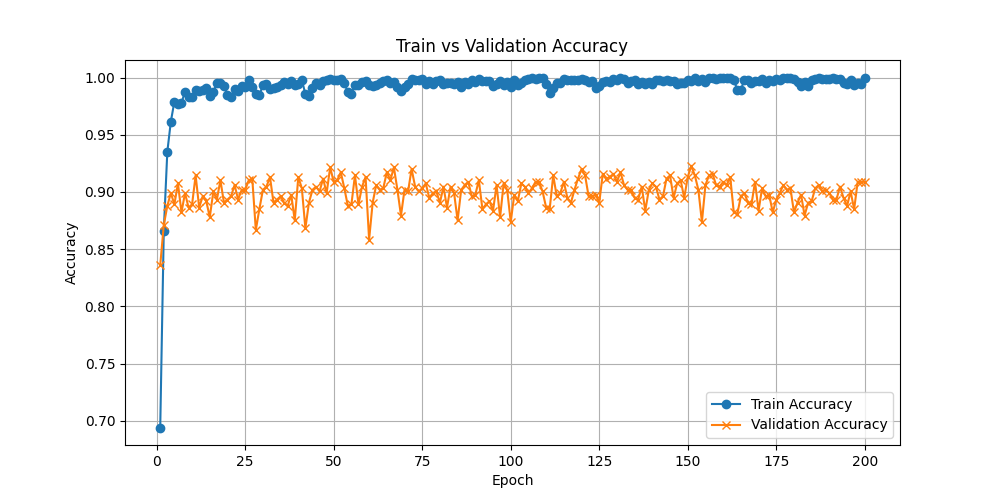 Train vs Validation Accuracy
1.00
0.95
0.90
0.85
0.80
0.75
0.70
Accuracy
0 25 50 75 100 125 150 175 200
Epoch
Train Accuracy
Validation Accuracy